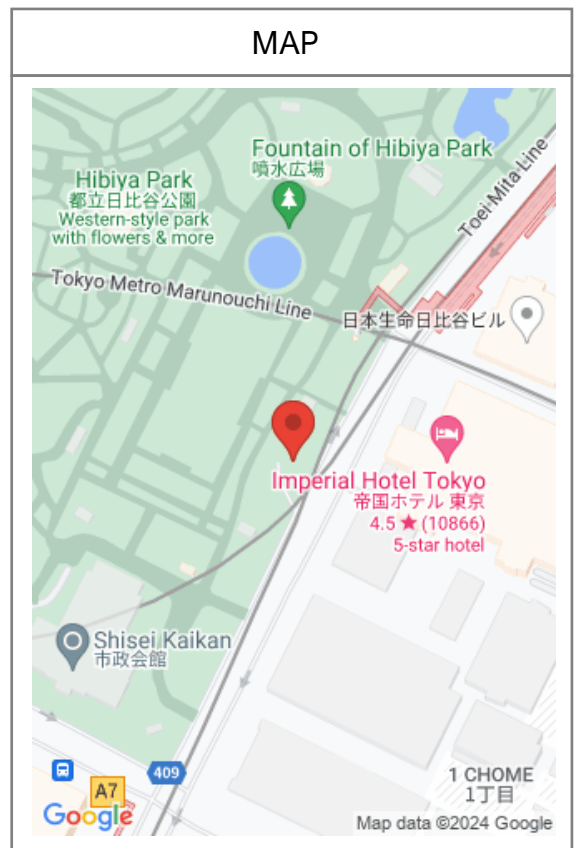 MAP
Fountain of Hibiya Park
噴水広場
Hibiya Park
都立日比谷公園
Western-style park
with flowers & more
Toei Mita Line
Tokyo Metro Marunouchi Line
日本生命日比谷ビル
Imperial Hotel Tokyo
帝国ホテル 東京
4.5 ★ (10866)
5-star hotel
Shisei Kaikan
市政会館
409
A7
1 CHOME
1丁目
Google
Map data ©2024 Google